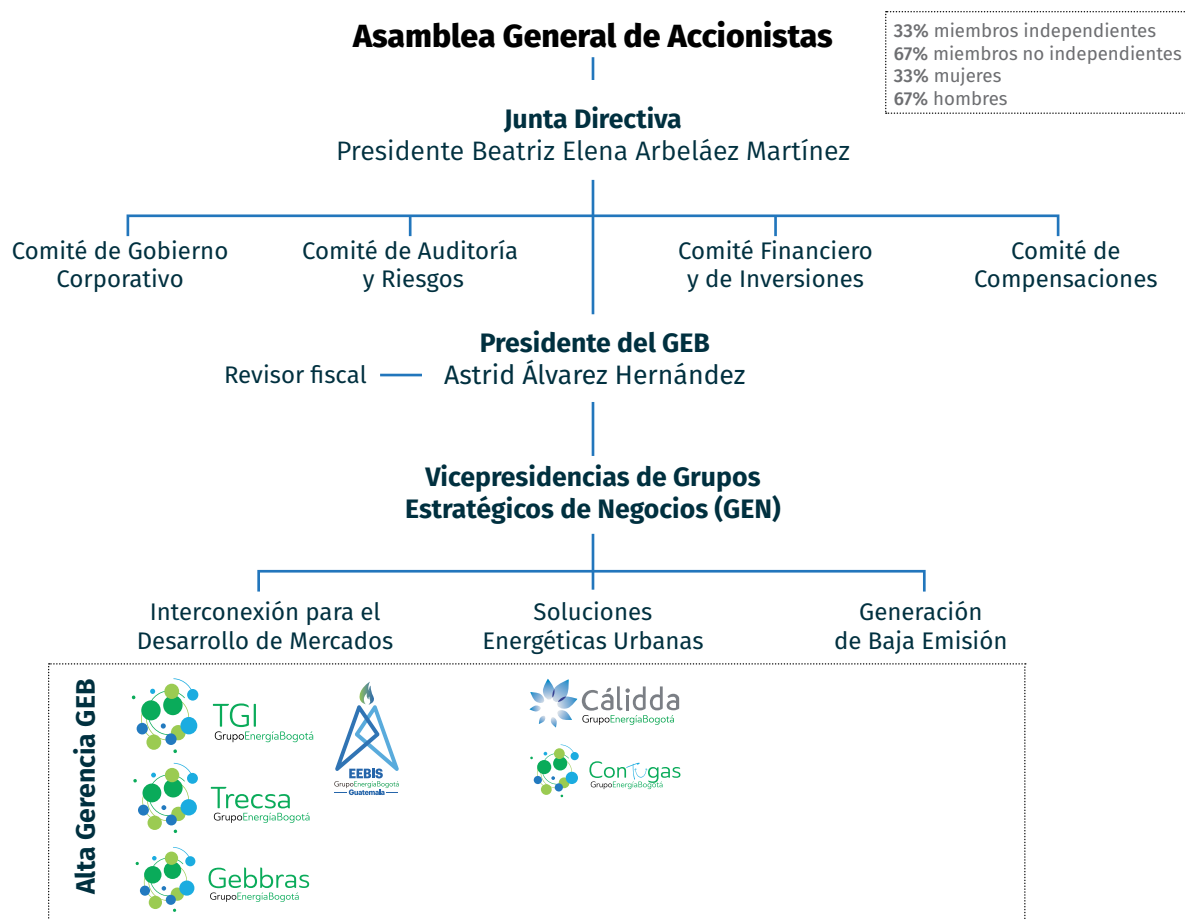 Asamblea General de Accionistas
33% miembros independientes
67% miembros no independientes
33% mujeres
67% hombres
Junta Directiva
Presidente Beatriz Elena Arbeláez Martínez
Comité de Gobierno
Corporativo
Comité de Auditoría
y Riesgos
Comité Financiero
y de Inversiones
Comité de
Compensaciones
Presidente del GEB
Revisor fiscal
Astrid Álvarez Hernández
Vicepresidencias de Grupos
Estratégicos de Negocios (GEN)
Interconexión para el
Desarrollo de Mercados
Soluciones
Energéticas Urbanas
Generación
de Baja Emisión
Alta Gerencia GEB
TGI
GrupoEnergíaBogotá
Trecsa
GrupoEnergíaBogotá
Gebbras
GrupoEnergíaBogotá
EEBIS
GrupoEnergíaBogotá
Guatemala
Cálidda
GrupoEnergíaBogotá
ConTugas
GrupoEnergíaBogotá